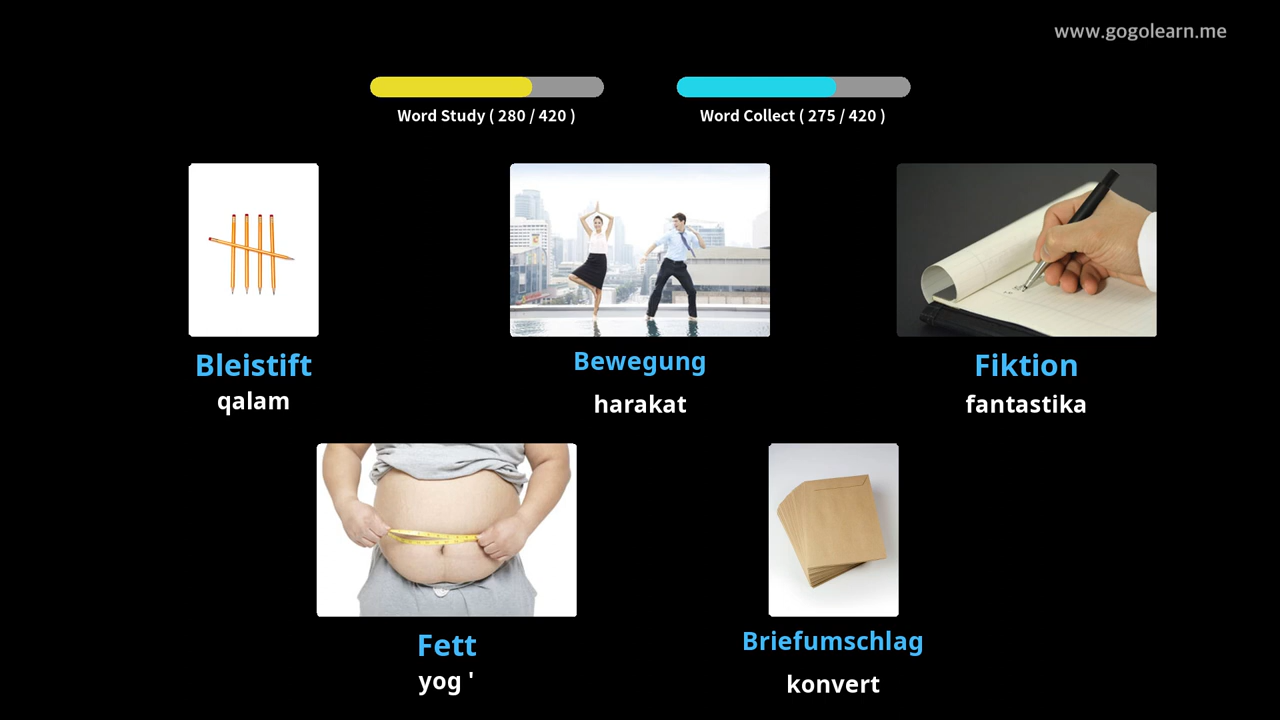 www.gogolearn.me
Word Study ( 280 / 420 )
Word Collect ( 275 / 420 )
Bleistift
qalam
Bewegung
harakat
Fiktion
fantastika
Fett
yog '
Briefumschlag
konvert